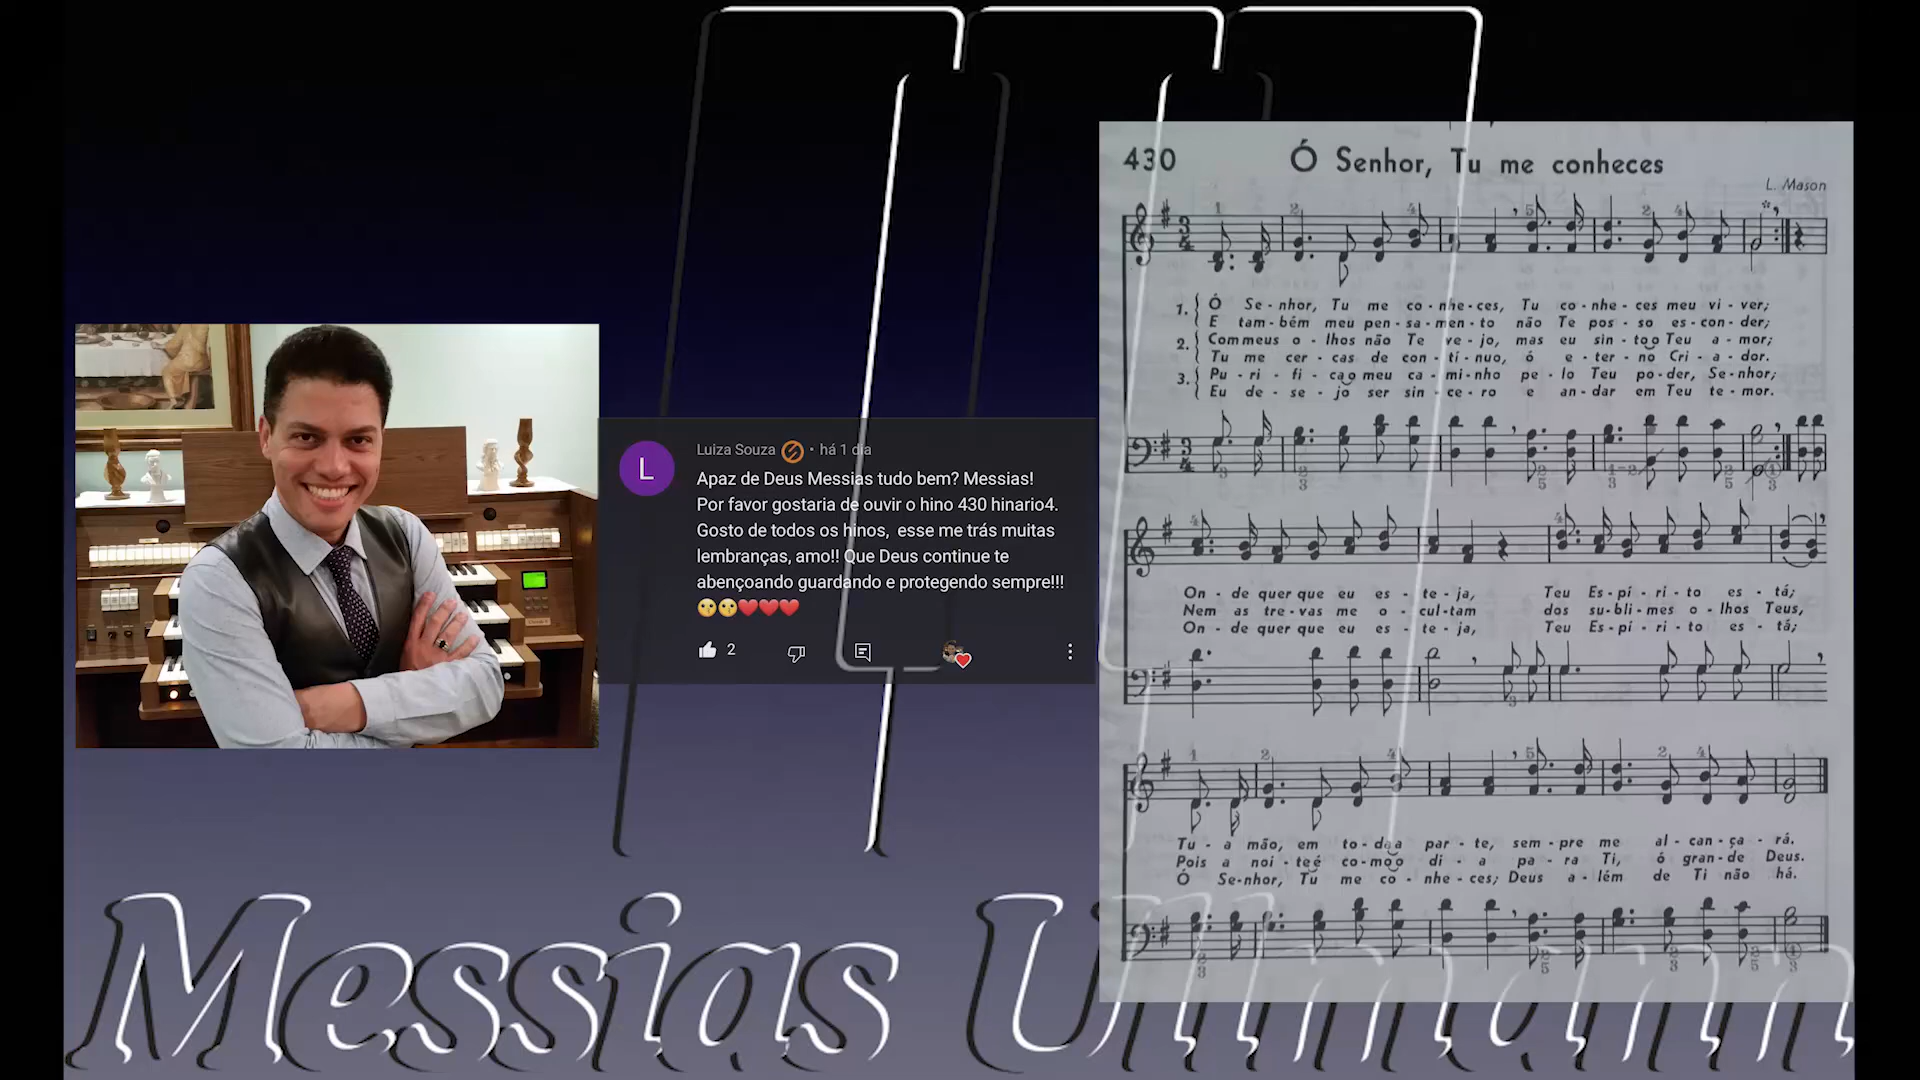 Luiza Souza · há 1 dia
L
Apaz de Deus Messias tudo bem? Messias!
Por favor gostaria de ouvir o hino 430 hinario4.
Gosto de todos os hinos, esse me trás muitas
lembranças, amo!! Que Deus continue te
abençoando guardando e protegendo sempre!!!
2
430 Ó Senhor, Tu me conheces
L. Mason
1. Ó Se-nhor, Tu me co-nhe-ces, Tu co-nhe-ces meu vi-ver;
E tam-bém meu pen-sa-men-to não Te pos-so es-con-der;
2. Com meus o-lhos não Te ve-jo, mas eu sin-to o Teu a-mor;
Tu me cer-cas de con-tí-nuo, ó e-ter-no Cri-a-dor.
3. Pu-ri-fi-ca o meu ca-mi-nho pe-lo Teu po-der, Se-nhor;
Eu de-se-jo ser sin-ce-ro e an-dar em Teu te-mor.
On-de quer que eu es-te-ja, Teu Es-pí-ri-to es-tá;
Nem as tre-vas me o-cul-tam dos su-bli-mes o-lhos Teus,
On-de quer que eu es-te-ja, Teu Es-pí-ri-to es-tá;
Tu-a mão, em to-da a par-te, sem-pre me al-can-ça-rá.
Pois a noi-te é co-mo o di-a pa-ra Ti, ó gran-de Deus.
Ó Se-nhor, Tu me co-nhe-ces; Deus a-lém de Ti não há.
Messias Ullmann